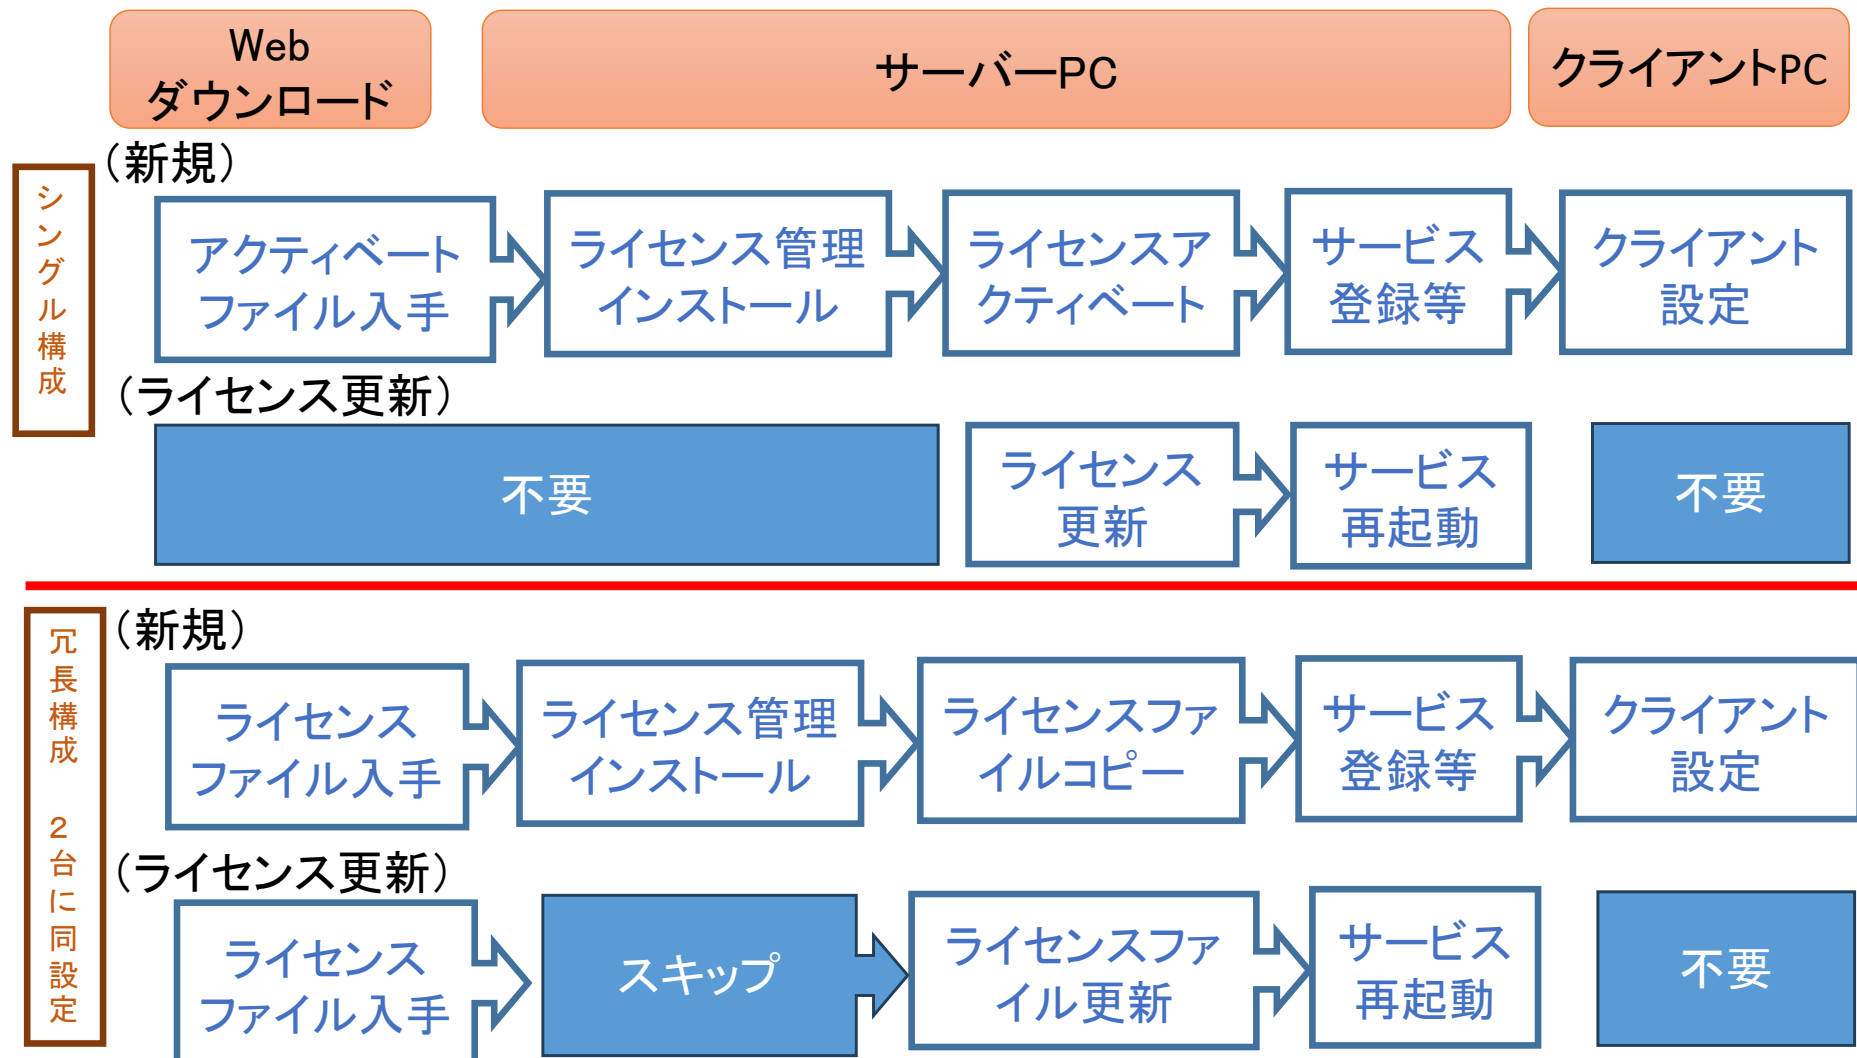 Web
ダウンロード
サーバーPC
クライアントPC
シングル構成
（新規）
アクティベート
ファイル入手
ライセンス管理
インストール
ライセンスア
クティベート
サービス
登録等
クライアント
設定
（ライセンス更新）
不要
ライセンス
更新
サービス
再起動
不要
冗長構成　２台に同設定
（新規）
ライセンス
ファイル入手
ライセンス管理
インストール
ライセンスファ
イルコピー
サービス
登録等
クライアント
設定
（ライセンス更新）
ライセンス
ファイル入手
スキップ
ライセンスファ
イル更新
サービス
再起動
不要